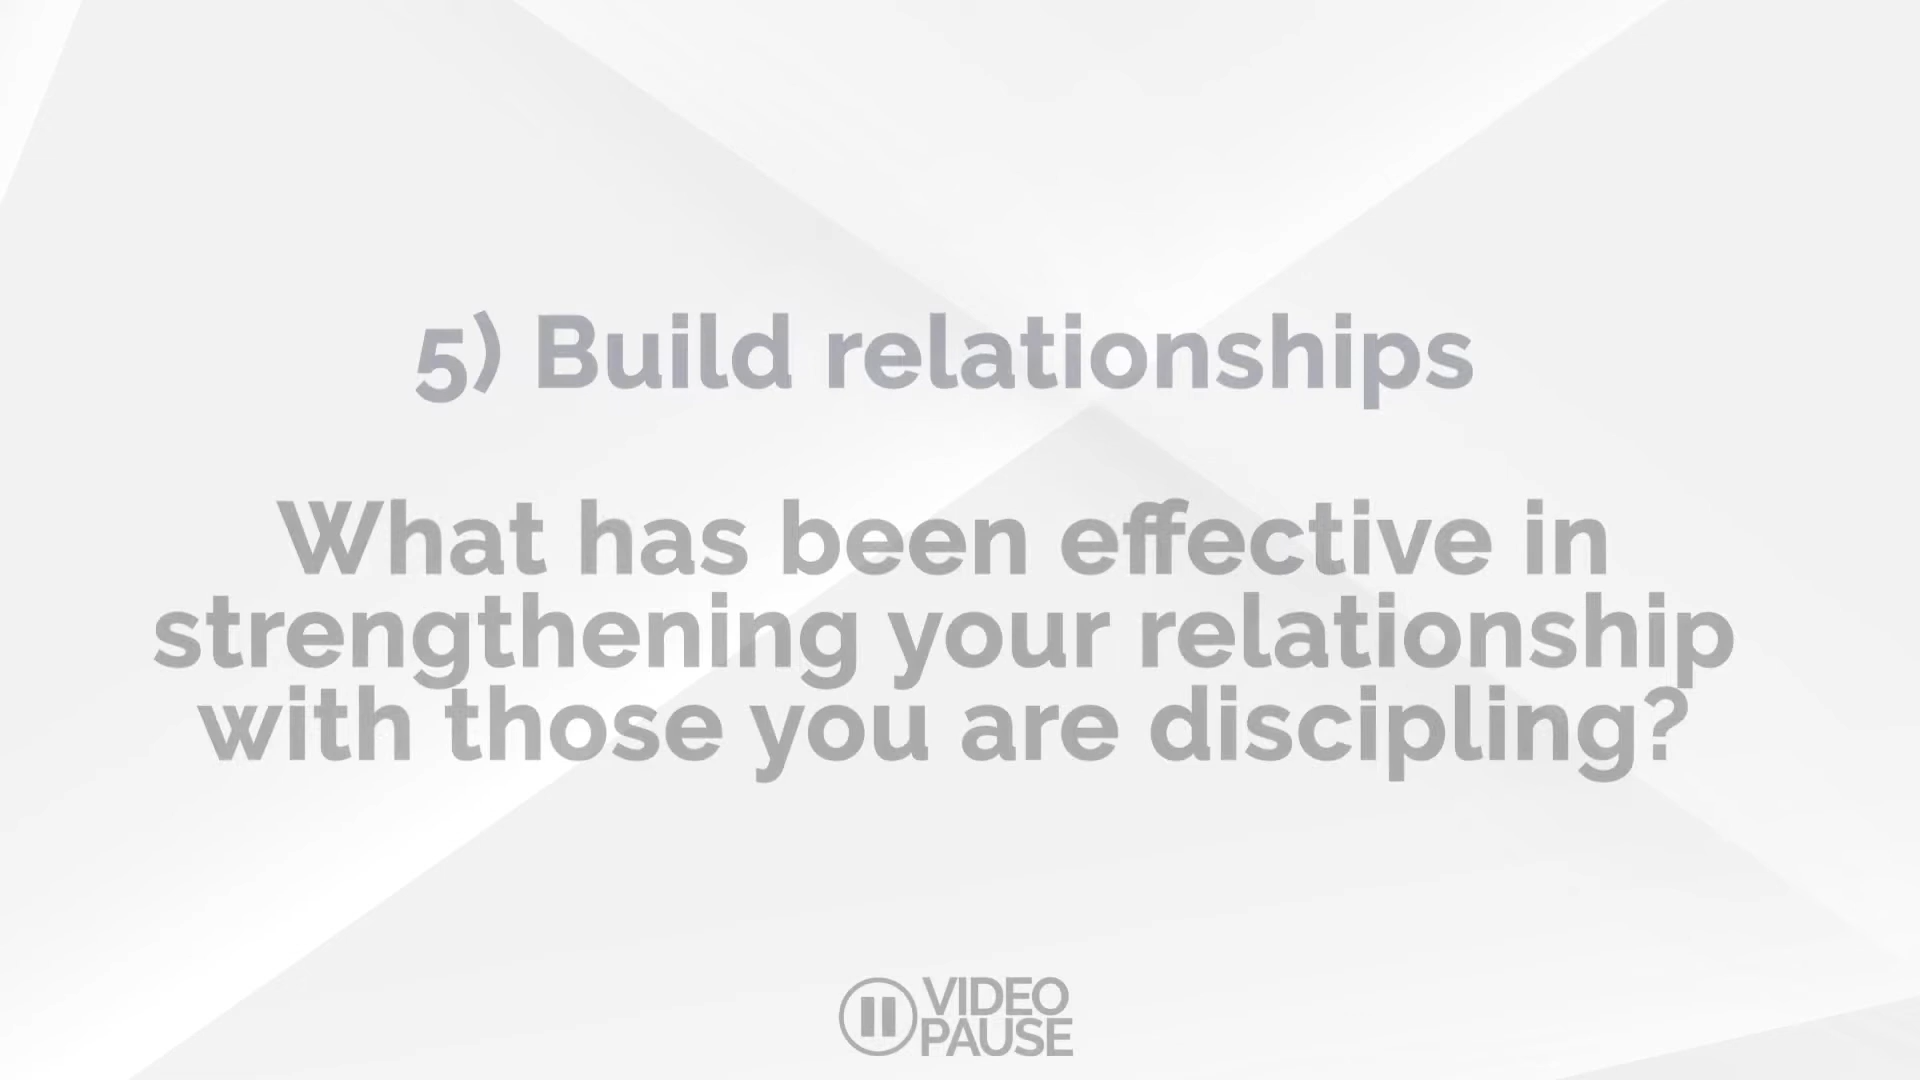 5) Build relationships
What has been effective in
strengthening your relationship
with those you are discipling?
VIDEO
PAUSE